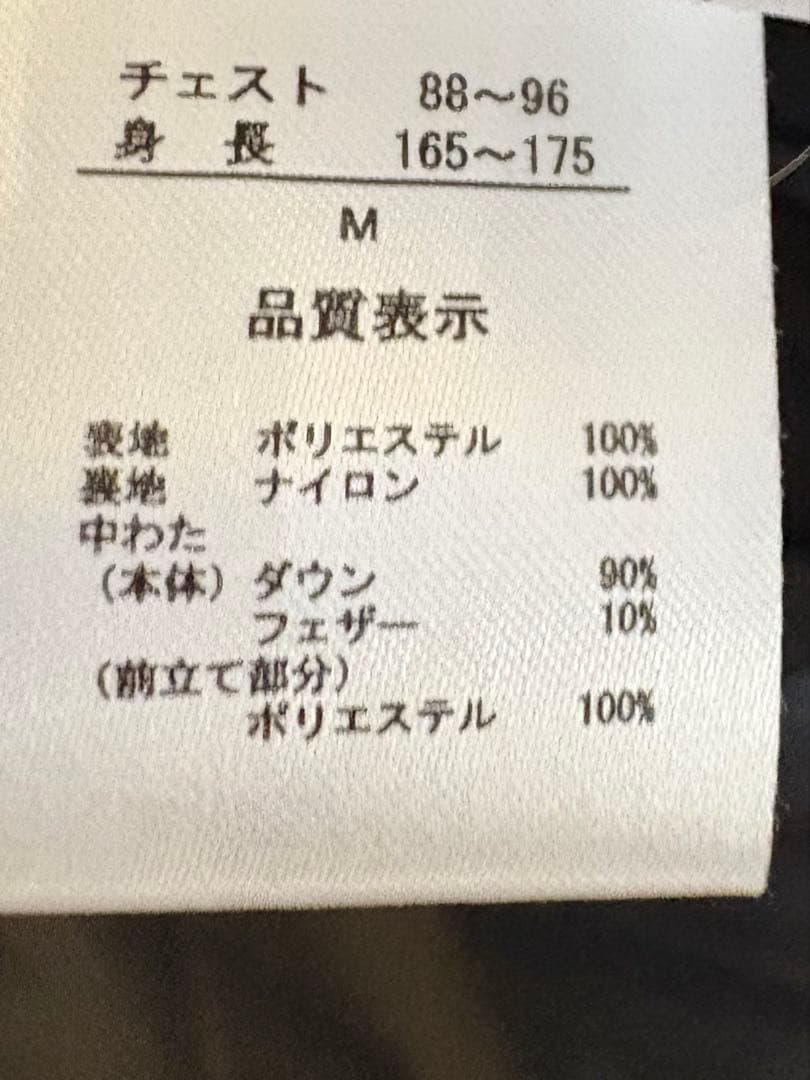 チェスト 88～96
身長 165～175
M
品質表示
表地 ポリエステル 100%
裏地 ナイロン 100%
中わた
(本体) ダウン 90%
フェザー 10%
(前立て部分)
ポリエステル 100%